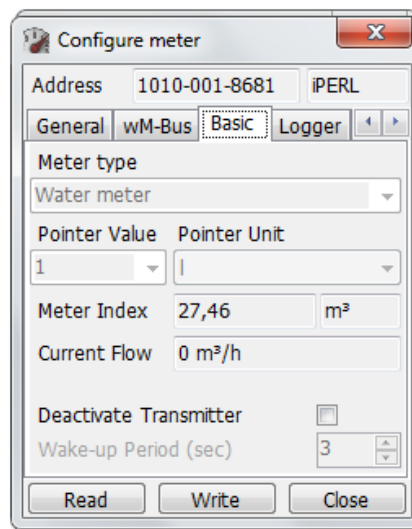 Configure meter
Address 1010-001-8681 iPERL
General wM-Bus Basic Logger
Meter type
Water meter
Pointer Value Pointer Unit
1 l
Meter Index 27,46 m³
Current Flow 0 m³/h
Deactivate Transmitter
Wake-up Period (sec) 3
Read Write Close